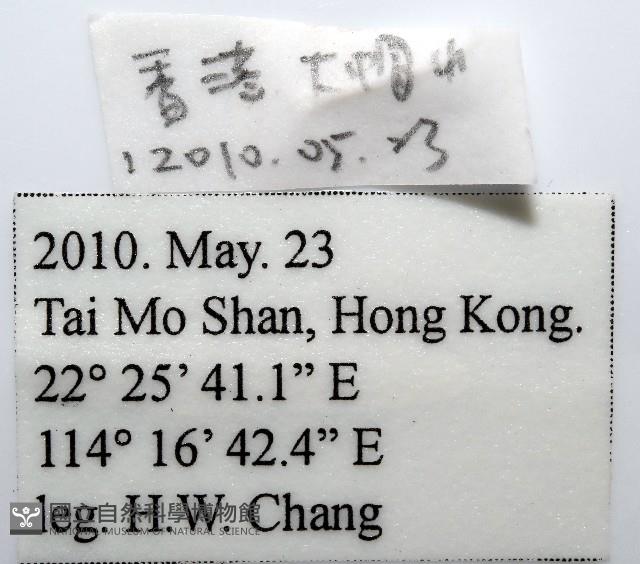 香港 大帽山
2010.05.23
2010. May. 23
Tai Mo Shan, Hong Kong.
22° 25’ 41.1” E
114° 16’ 42.4” E
leg. H.W. Chang
國立自然科學博物館
NATIONAL MUSEUM OF NATURAL SCIENCE